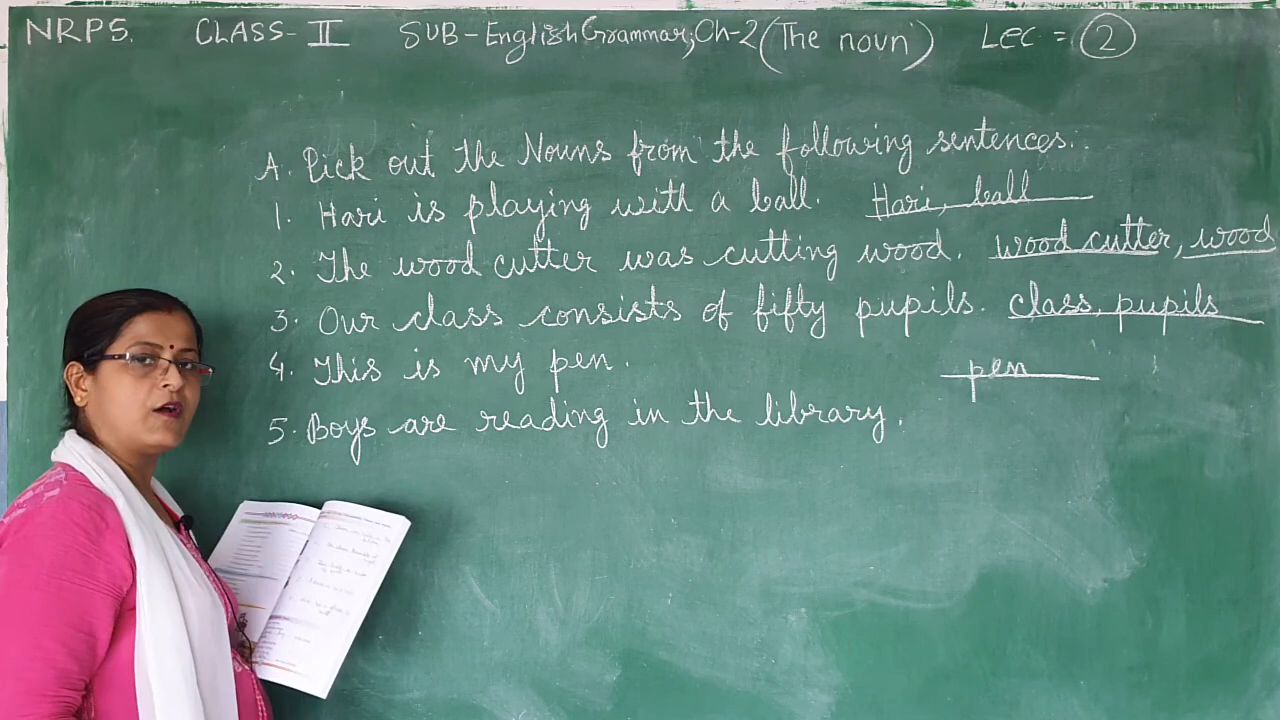 NRPS. CLASS-II SUB-English Grammar, Ch-2 (The noun) LEC = 2
A. Pick out the Nouns from the following sentences.
1. Hari is playing with a ball. Hari, ball
2. The wood cutter was cutting wood. wood cutter, wood
3. Our class consists of fifty pupils. class, pupils
4. This is my pen. pen
5. Boys are reading in the library.